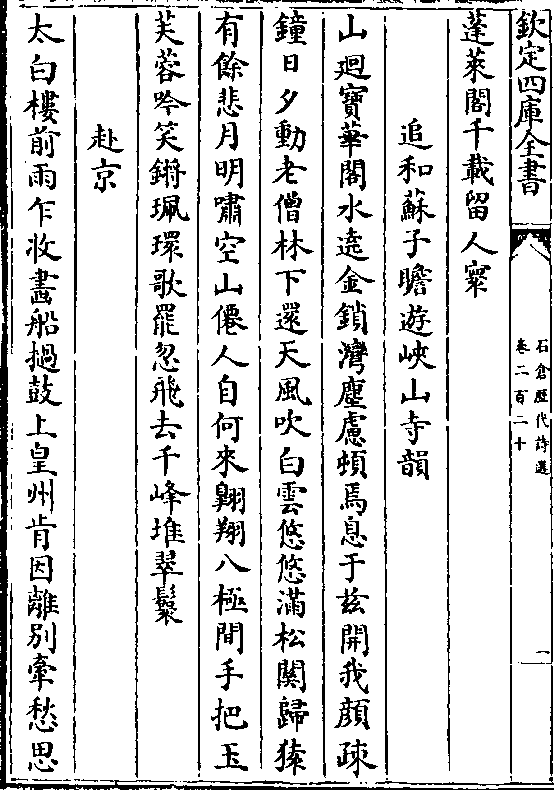 欽定四庫全書
石倉歷代詩選
卷二百二十
一
蓬萊閣千載留人寰
追和蘇子瞻遊峽山寺韻
山廻寳華閣水遶金鎖灣塵慮頓焉息于兹開我顔疎
鐘日夕動老僧林下還天風吹白雲悠悠滿松關歸猿
有餘悲月明嘯空山僊人自何來翺翔八極間手把玉
芙蓉吟笑鏘珮環歌罷忽飛去千峰堆翠鬟
赴京
太白樓前雨乍收畵船撾鼓上皇州肯因離別牽愁思